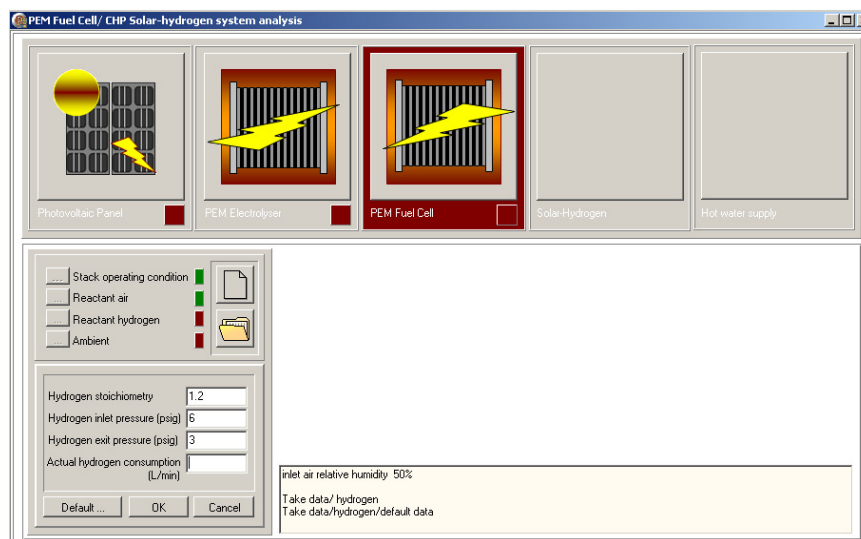 PEM Fuel Cell/ CHP Solar-hydrogen system analysis
Photovoltaic Panel
PEM Electrolyser
PEM Fuel Cell
Solar-Hydrogen
Hot water supply
... Stack operating condition
... Reactant air
... Reactant hydrogen
... Ambient
Hydrogen stoichiometry 1.2
Hydrogen inlet pressure (psig) 6
Hydrogen exit pressure (psig) 3
Actual hydrogen consumption
(L/min)
Default ... OK Cancel
inlet air relative humidity 50%
Take data/ hydrogen
Take data/hydrogen/default data